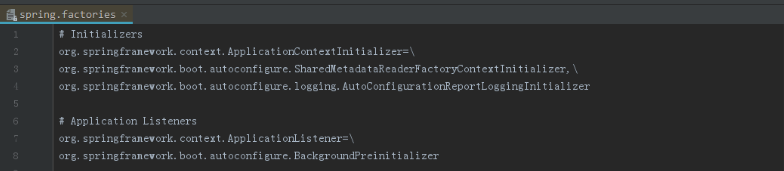 spring.factories ×
1 # Initializers
2 org.springframework.context.ApplicationContextInitializer=\
3 org.springframework.boot.autoconfigure.SharedMetadataReaderFactoryContextInitializer,\
4 org.springframework.boot.autoconfigure.logging.AutoConfigurationReportLoggingInitializer
5
6 # Application Listeners
7 org.springframework.context.ApplicationListener=\
8 org.springframework.boot.autoconfigure.BackgroundPreinitializer